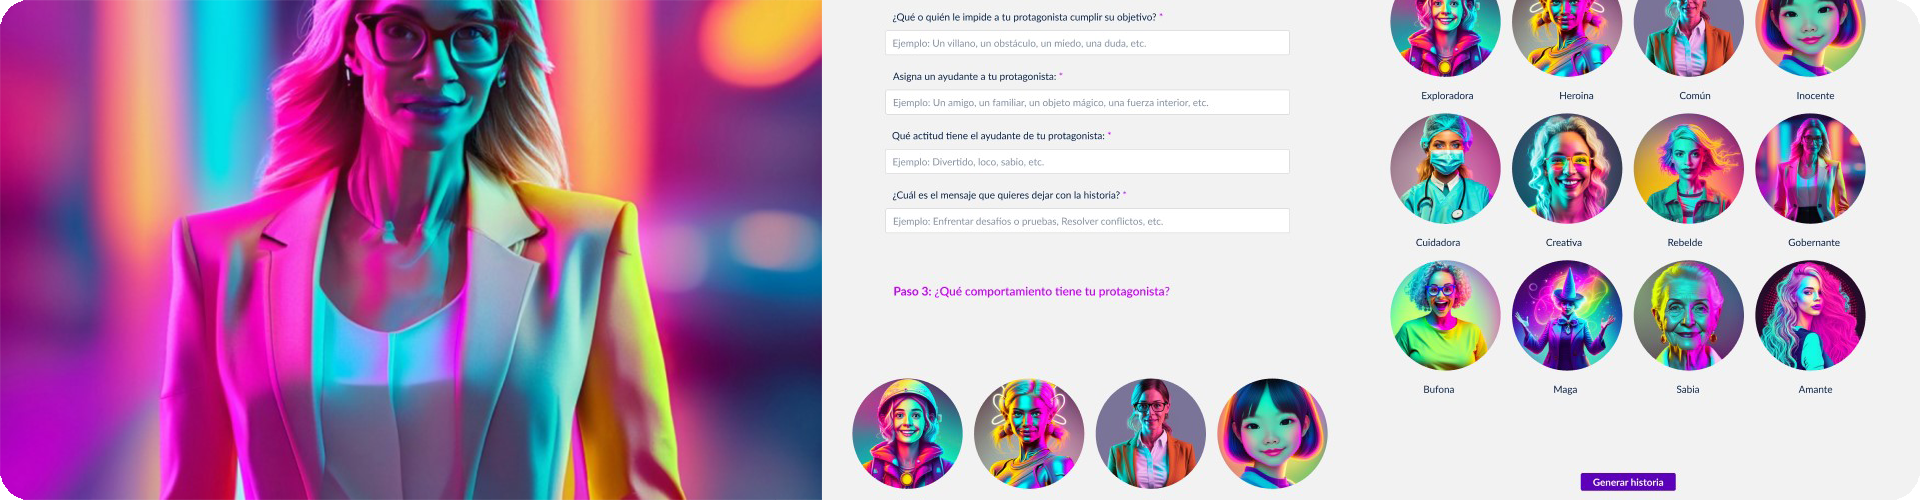 ¿Qué o quién le impide a tu protagonista cumplir su objetivo? *
Ejemplo: Un villano, un obstáculo, un miedo, una duda, etc.
Asigna un ayudante a tu protagonista: *
Ejemplo: Un amigo, un familiar, un objeto mágico, una fuerza interior, etc.
Qué actitud tiene el ayudante de tu protagonista: *
Ejemplo: Divertido, loco, sabio, etc.
¿Cuál es el mensaje que quieres dejar con la historia? *
Ejemplo: Enfrentar desafíos o pruebas, Resolver conflictos, etc.
Paso 3: ¿Qué comportamiento tiene tu protagonista?
Exploradora
Heroina
Común
Inocente
Cuidadora
Creativa
Rebelde
Gobernante
Bufona
Maga
Sabia
Amante
Generar historia